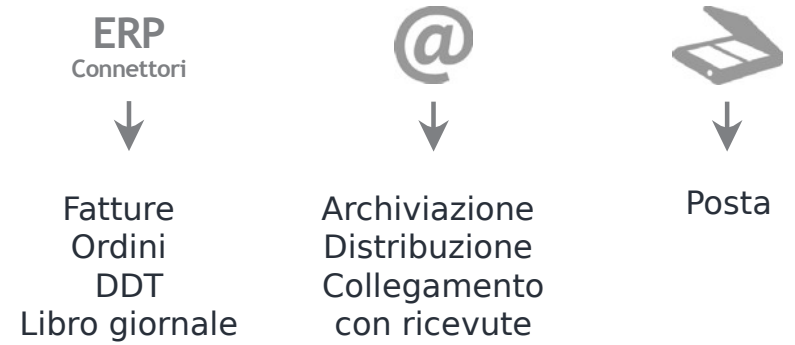 ERP
Connettori
@
Fatture
Ordini
DDT
Libro giornale
Archiviazione
Distribuzione
Collegamento
con ricevute
Posta